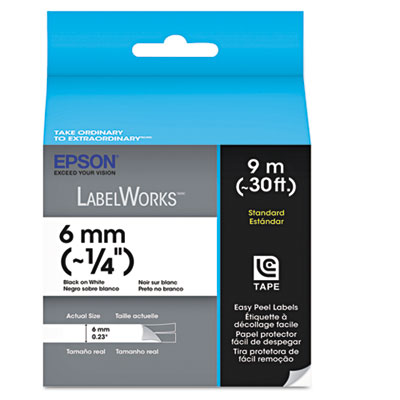 TAKE ORDINARY
TO EXTRAORDINARY
EPSON
EXCEED YOUR VISION
LABELWORKS
6 mm
(~1/4")
Black on White
Negro sobre blanco
Noir sur blanc
Preto no branco
Actual Size
Taille actuelle
6 mm
0.23"
Tamaño real
Tamanho real
9 m
(~30ft.)
Standard
Estándar
LC
TAPE
Easy Peel Labels
Étiquette à
décollage facile
Papel protector
fácil de despegar
Tira protetora de
fácil remoção